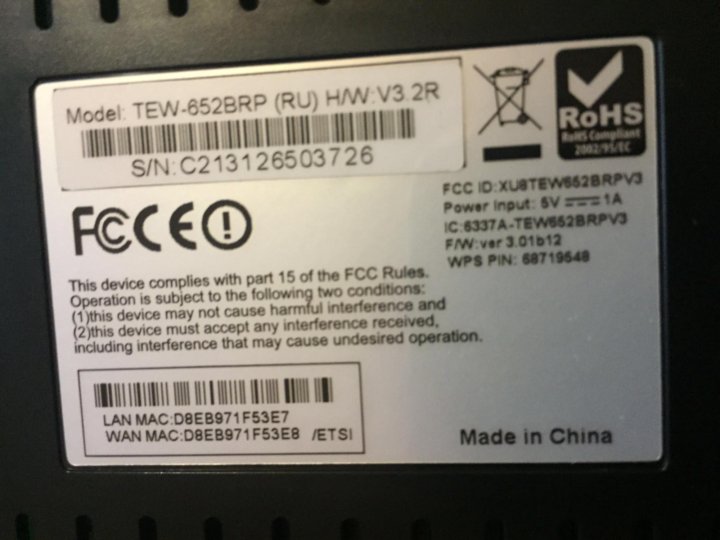 Model: TEW-652BRP (RU) H/W:V3.2R
S/N:C213126503726
RoHS
RoHS Compliant
2002/95/EC
FCC ID:XU8TEW652BRPV3
Power Input: 5V 1A
IC:6337A-TEW652BRPV3
F/W:ver 3.01b12
WPS PIN: 68719548
FC CE
This device complies with part 15 of the FCC Rules.
Operation is subject to the following two conditions:
(1)this device may not cause harmful interference and
(2)this device must accept any interference received,
including interference that may cause undesired operation.
LAN MAC:D8EB971F53E7
WAN MAC:D8EB971F53E8 /ETSI
Made in China